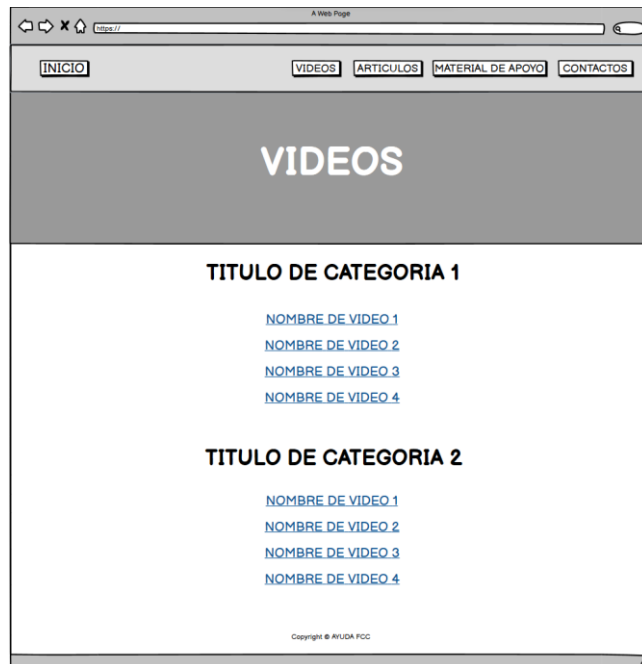 A Web Page
https://
INICIO
VIDEOS
ARTICULOS
MATERIAL DE APOYO
CONTACTOS
VIDEOS
TITULO DE CATEGORIA 1
NOMBRE DE VIDEO 1
NOMBRE DE VIDEO 2
NOMBRE DE VIDEO 3
NOMBRE DE VIDEO 4
TITULO DE CATEGORIA 2
NOMBRE DE VIDEO 1
NOMBRE DE VIDEO 2
NOMBRE DE VIDEO 3
NOMBRE DE VIDEO 4
Copyright © AYUDA FCC